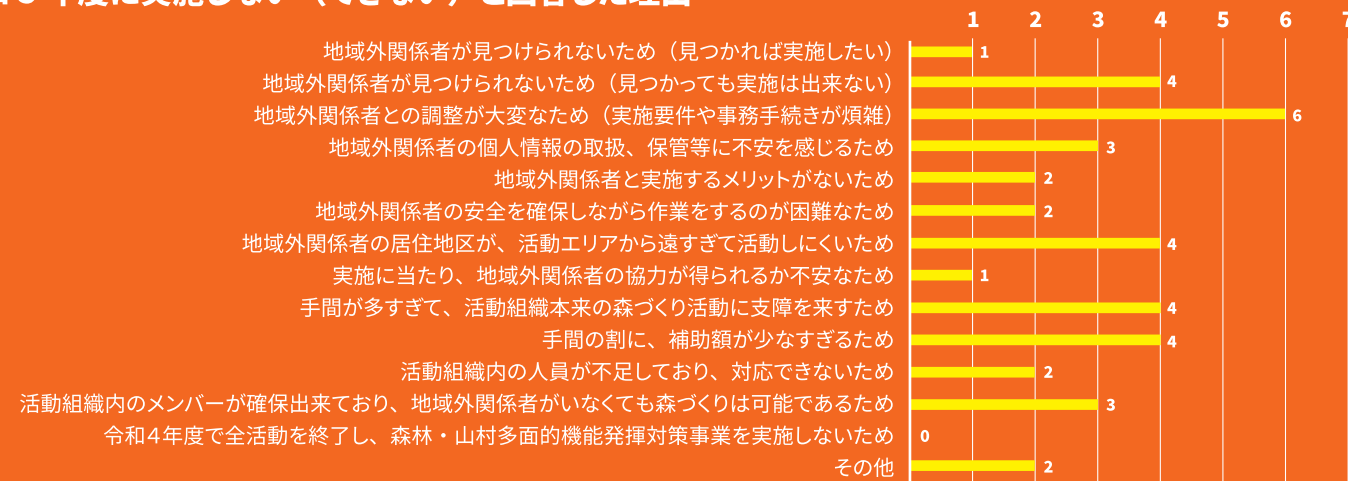 1 2 3 4 5 6 7
地域外関係者が見つけられないため（見つかれば実施したい） 1
地域外関係者が見つけられないため（見つかっても実施は出来ない） 4
地域外関係者との調整が大変なため（実施要件や事務手続きが煩雑） 6
地域外関係者の個人情報の取扱、保管等に不安を感じるため 3
地域外関係者と実施するメリットがないため 2
地域外関係者の安全を確保しながら作業をするのが困難なため 2
地域外関係者の居住地区が、活動エリアから遠すぎて活動しにくいため 4
実施に当たり、地域外関係者の協力が得られるか不安なため 1
手間が多すぎて、活動組織本来の森づくり活動に支障を来すため 4
手間の割に、補助額が少なすぎるため 4
活動組織内の人員が不足しており、対応できないため 2
活動組織内のメンバーが確保出来ており、地域外関係者がいなくても森づくりは可能であるため 3
令和４年度で全活動を終了し、森林・山村多面的機能発揮対策事業を実施しないため 0
その他 2